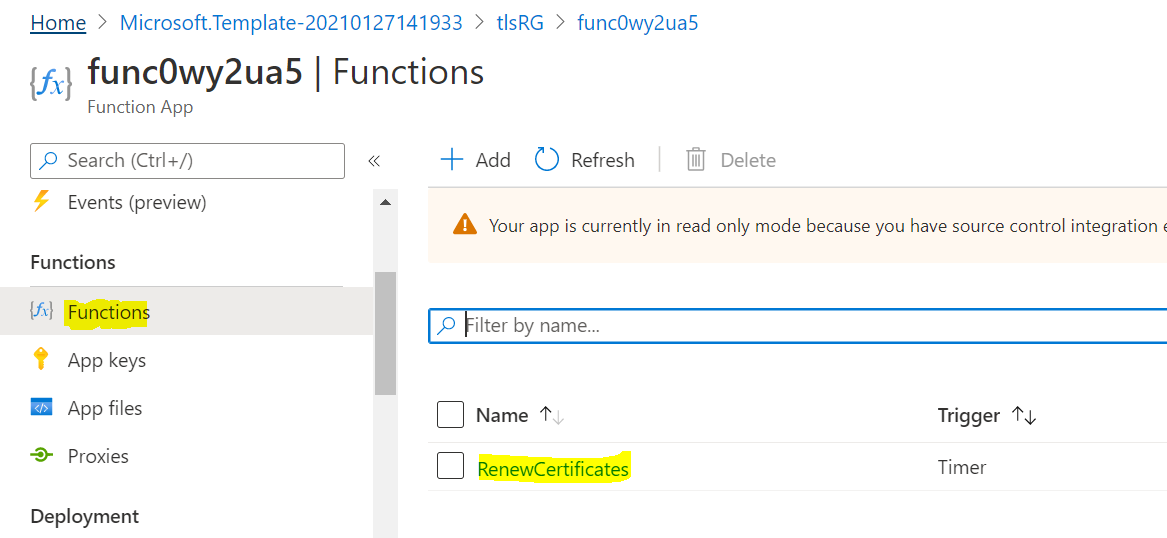 Home > Microsoft.Template-20210127141933 > tlsRG > func0wy2ua5
{fx} func0wy2ua5 | Functions
Function App
Search (Ctrl+/) «
Add Refresh Delete
Events (preview)
Your app is currently in read only mode because you have source control integration e
Functions
Functions
Filter by name...
App keys
App files
Name Trigger
Proxies
RenewCertificates Timer
Deployment